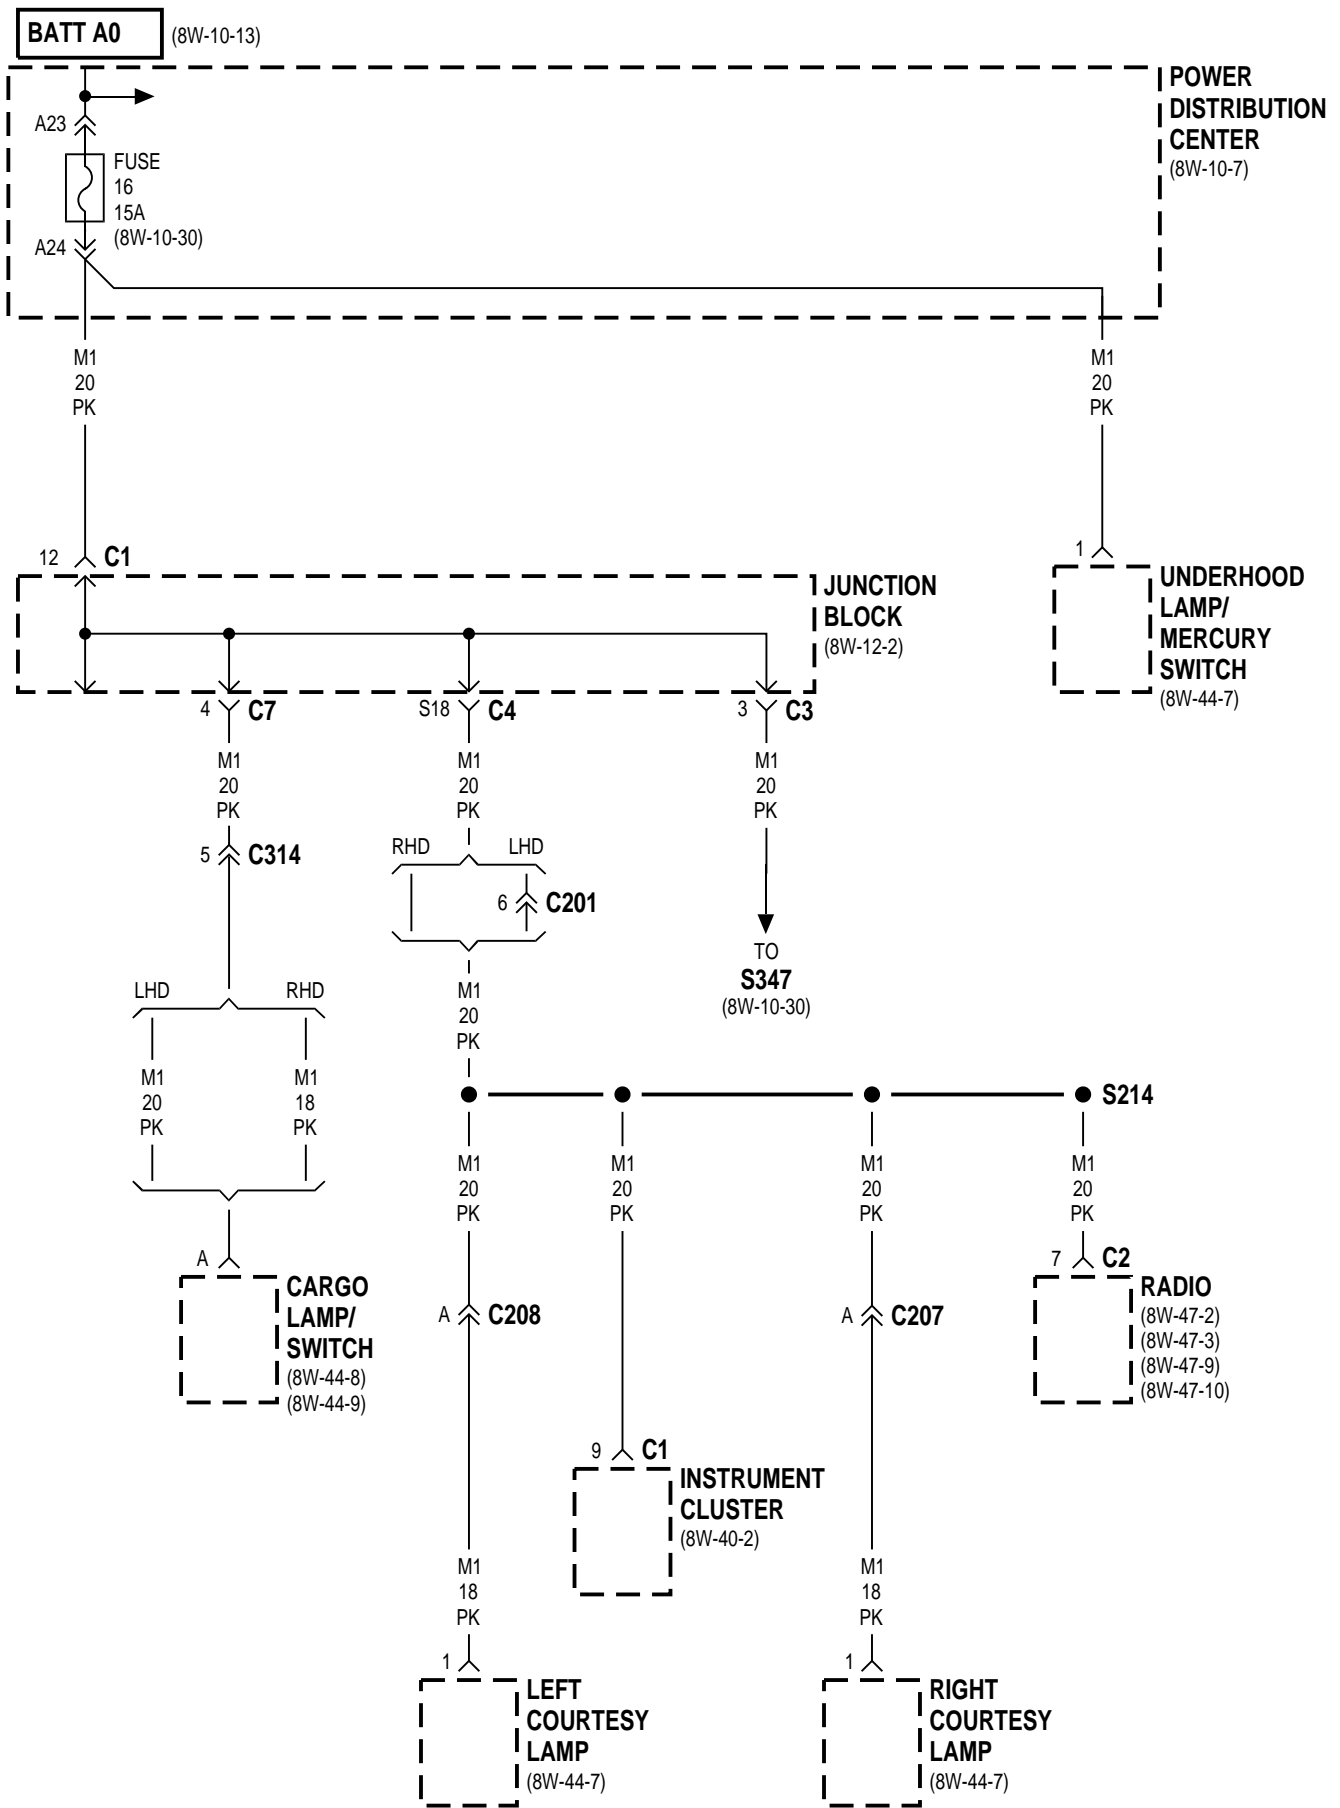 BATT A0
(8W-10-13)
POWER
DISTRIBUTION
CENTER
(8W-10-7)
A23
FUSE
16
15A
(8W-10-30)
A24
M1
20
PK
M1
20
PK
12
C1
JUNCTION
BLOCK
(8W-12-2)
1
UNDERHOOD
LAMP/
MERCURY
SWITCH
(8W-44-7)
4
C7
S18
C4
3
C3
M1
20
PK
M1
20
PK
M1
20
PK
5
C314
RHD
LHD
6
C201
TO
S347
(8W-10-30)
LHD
RHD
M1
20
PK
M1
20
PK
M1
18
PK
S214
M1
20
PK
M1
20
PK
M1
20
PK
M1
20
PK
A
CARGO
LAMP/
SWITCH
(8W-44-8)
(8W-44-9)
A
C208
A
C207
7
C2
RADIO
(8W-47-2)
(8W-47-3)
(8W-47-9)
(8W-47-10)
9
C1
INSTRUMENT
CLUSTER
(8W-40-2)
M1
18
PK
M1
18
PK
1
LEFT
COURTESY
LAMP
(8W-44-7)
1
RIGHT
COURTESY
LAMP
(8W-44-7)